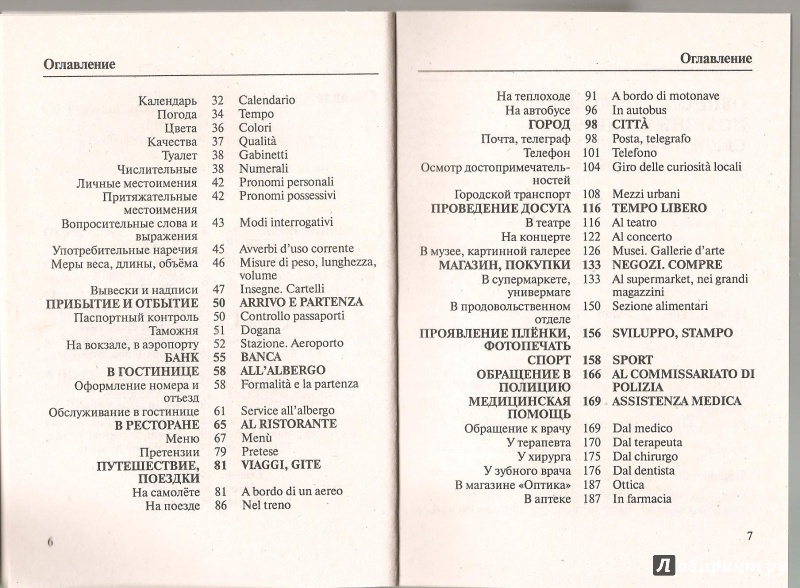 Оглавление
Календарь 32 Calendario
Погода 34 Tempo
Цвета 36 Colori
Качества 37 Qualità
Туалет 38 Gabinetti
Числительные 38 Numerali
Личные местоимения 42 Pronomi personali
Притяжательные 42 Pronomi possessivi
местоимения
Вопросительные слова и 43 Modi interrogativi
выражения
Употребительные наречия 45 Avverbi d'uso corrente
Меры веса, длины, объёма 46 Misure di peso, lunghezza,
volume
Вывески и надписи 47 Insegne. Cartelli
ПРИБЫТИЕ И ОТБЫТИЕ 50 ARRIVO E PARTENZA
Паспортный контроль 50 Controllo passaporti
Таможня 51 Dogana
На вокзале, в аэропорту 52 Stazione. Aeroporto
БАНК 55 BANCA
В ГОСТИНИЦЕ 58 ALL'ALBERGO
Оформление номера и 58 Formalità e la partenza
отъезд
Обслуживание в гостинице 61 Service all'albergo
В РЕСТОРАНЕ 65 AL RISTORANTE
Меню 67 Menù
Претензии 79 Pretese
ПУТЕШЕСТВИЕ, 81 VIAGGI, GITE
ПОЕЗДКИ
На самолёте 81 A bordo di un aereo
На поезде 86 Nel treno
6
Оглавление
На теплоходе 91 A bordo di motonave
На автобусе 96 In autobus
ГОРОД 98 CITTÀ
Почта, телеграф 98 Posta, telegrafo
Телефон 101 Telefono
Осмотр достопримечатель- 104 Giro delle curiosità locali
ностей
Городской транспорт 108 Mezzi urbani
ПРОВЕДЕНИЕ ДОСУГА 116 TEMPO LIBERO
В театре 116 Al teatro
На концерте 122 Al concerto
В музее, картинной галерее 126 Musei. Gallerie d'arte
МАГАЗИН, ПОКУПКИ 133 NEGOZI. COMPRE
В супермаркете, 133 Al supermarket, nei grandi
универмаге magazzini
В продовольственном 150 Sezione alimentari
отделе
ПРОЯВЛЕНИЕ ПЛЁНКИ, 156 SVILUPPO, STAMPO
ФОТОПЕЧАТЬ
СПОРТ 158 SPORT
ОБРАЩЕНИЕ В 166 AL COMMISSARIATO DI
ПОЛИЦИЮ POLIZIA
МЕДИЦИНСКАЯ 169 ASSISTENZA MEDICA
ПОМОЩЬ
Обращение к врачу 169 Dal medico
У терапевта 170 Dal terapeuta
У хирурга 175 Dal chirurgo
У зубного врача 176 Dal dentista
В магазине «Оптика» 187 Ottica
В аптеке 187 In farmacia
7
Л Лабиринт.ру